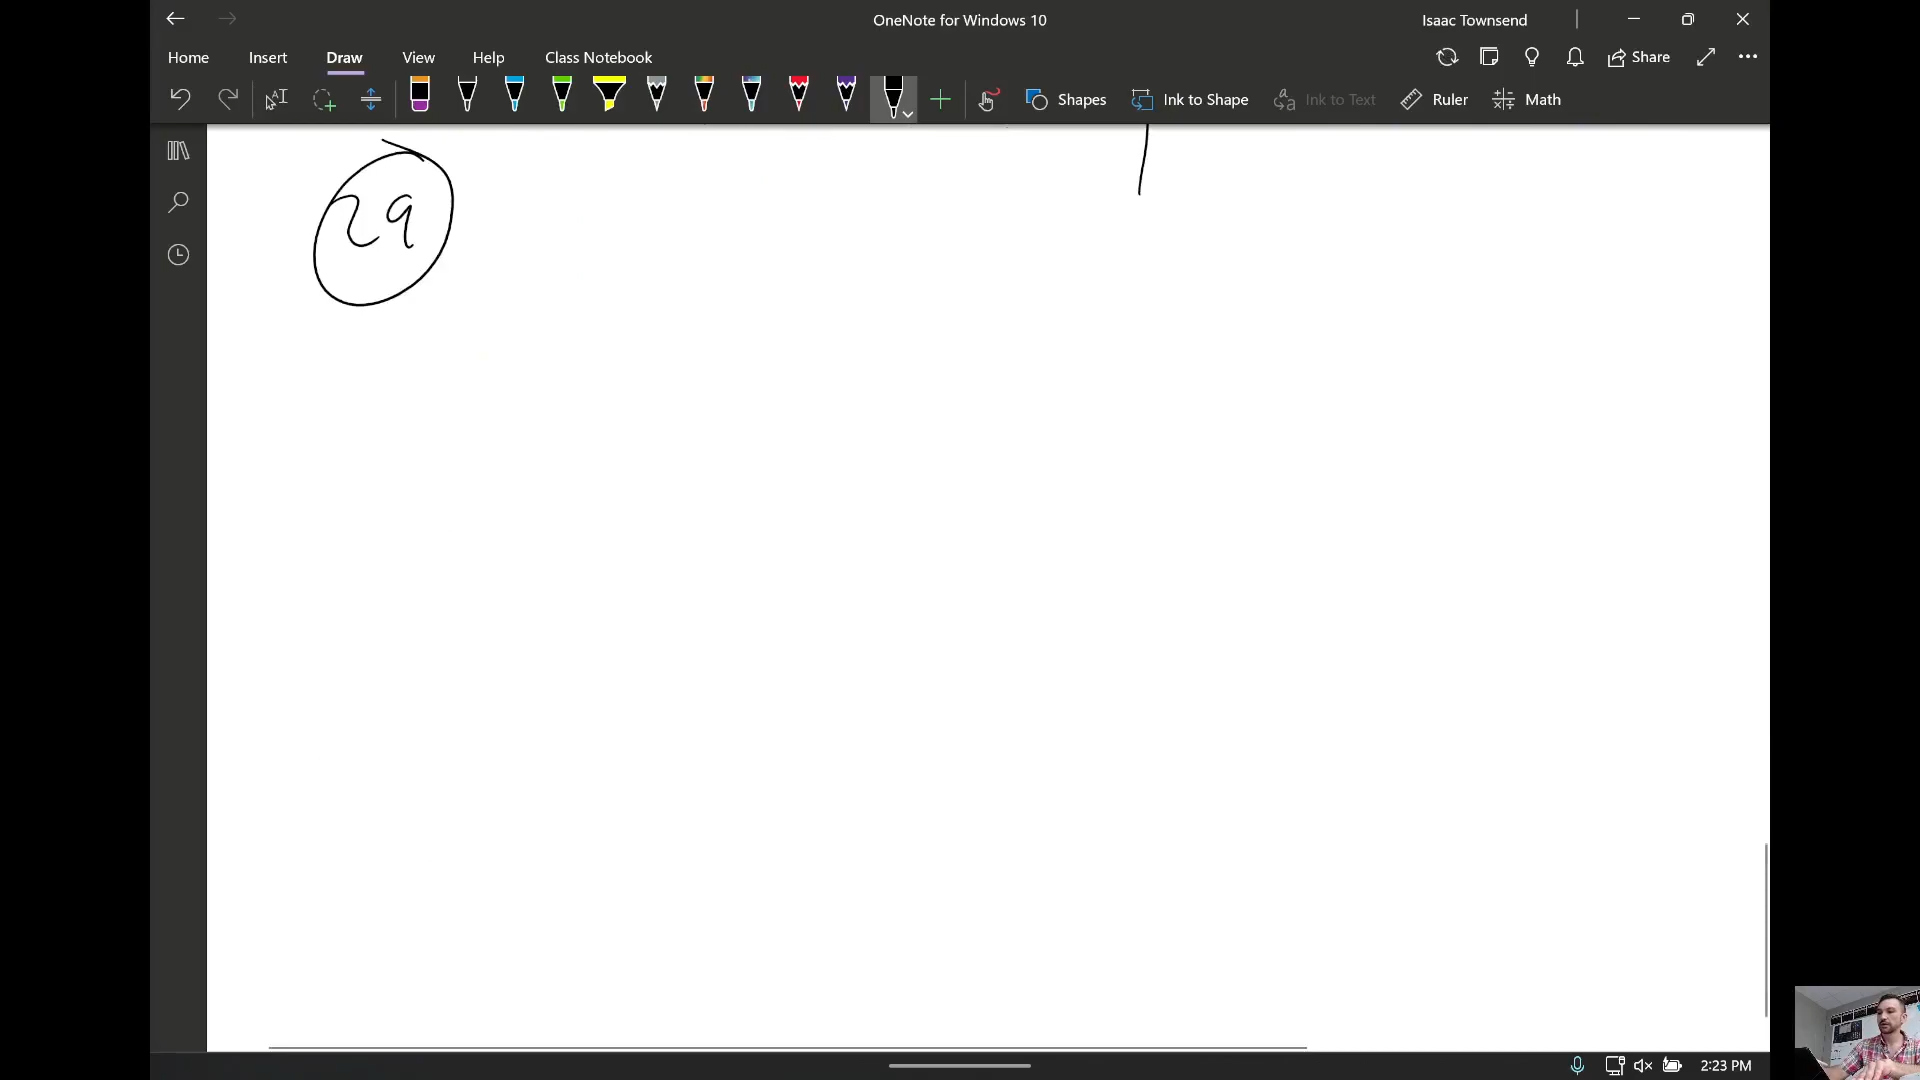 OneNote for Windows 10
Isaac Townsend
Home Insert Draw View Help Class Notebook
Share
Shapes Ink to Shape Ink to Text Ruler Math
29
2:23 PM